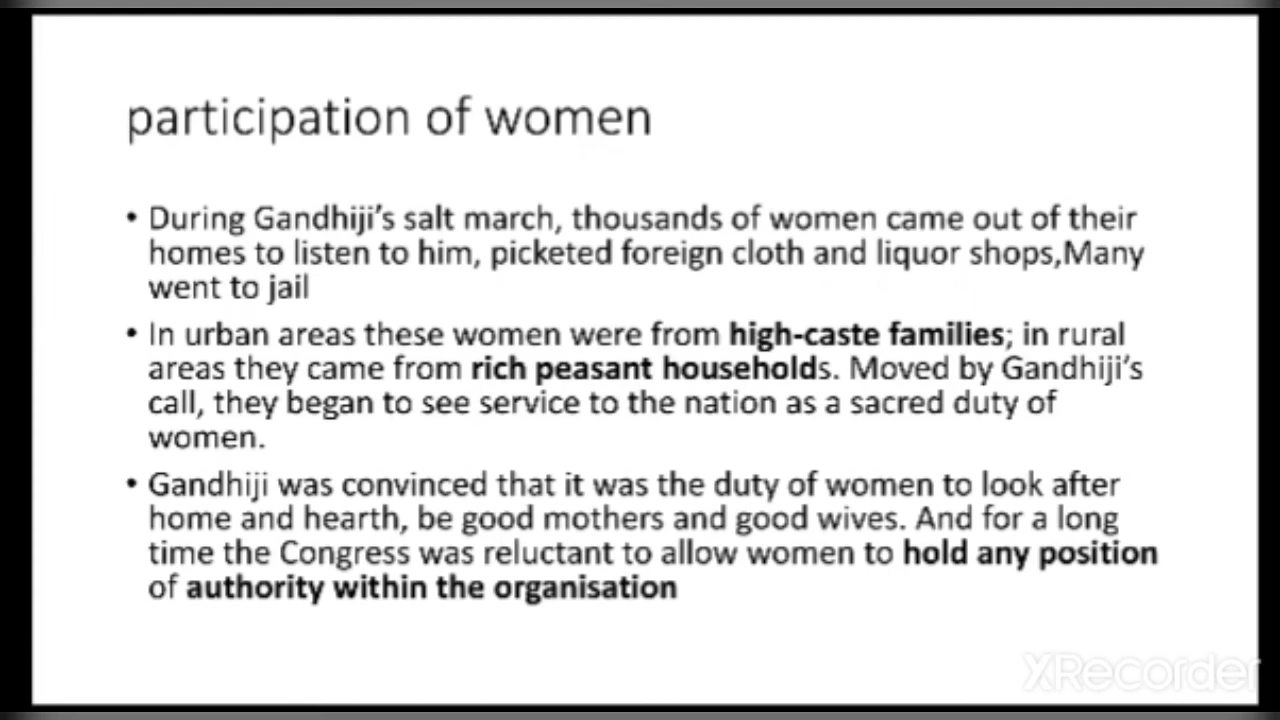 participation of women
• During Gandhiji's salt march, thousands of women came out of their
homes to listen to him, picketed foreign cloth and liquor shops,Many
went to jail
• In urban areas these women were from high-caste families; in rural
areas they came from rich peasant households. Moved by Gandhiji's
call, they began to see service to the nation as a sacred duty of
women.
• Gandhiji was convinced that it was the duty of women to look after
home and hearth, be good mothers and good wives. And for a long
time the Congress was reluctant to allow women to hold any position
of authority within the organisation
XRecorder